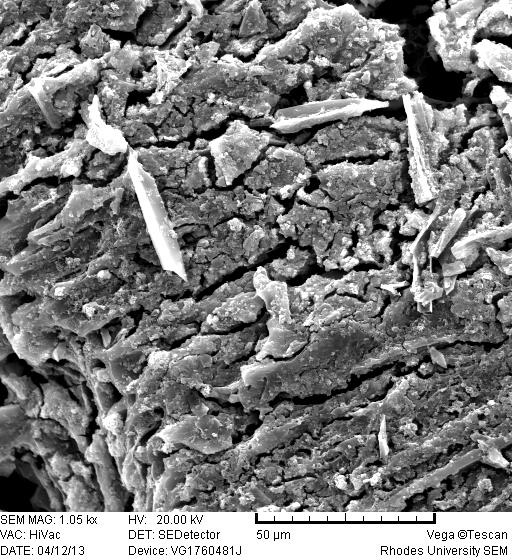 SEM MAG: 1.05 kx HV: 20.00 kV
VAC: HiVac DET: SEDetector 50 µm Vega ©Tescan
DATE: 04/12/13 Device: VG1760481J Rhodes University SEM